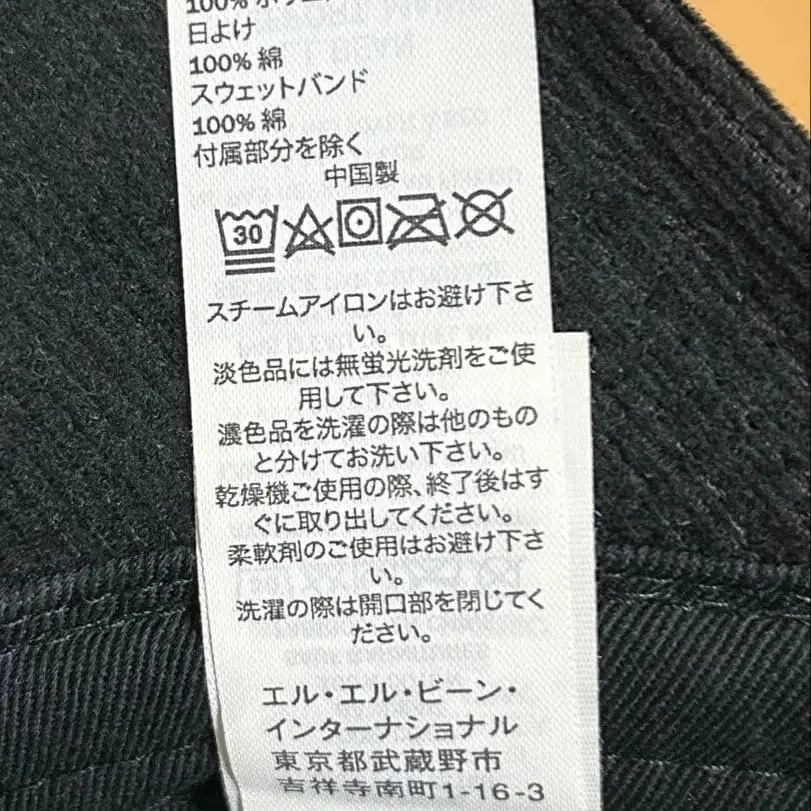 100% ポリエ
日よけ
100% 綿
スウェットバンド
100% 綿
付属部分を除く
中国製
30
スチームアイロンはお避け下さ
い。
淡色品には無蛍光洗剤をご使
用して下さい。
濃色品を洗濯の際は他のもの
と分けてお洗い下さい。
乾燥機ご使用の際、終了後はす
ぐに取り出してください。
柔軟剤のご使用はお避け下さ
い。
洗濯の際は開口部を閉じてく
ださい。
エル・エル・ビーン・
インターナショナル
東京都武蔵野市
吉祥寺南町1-16-3